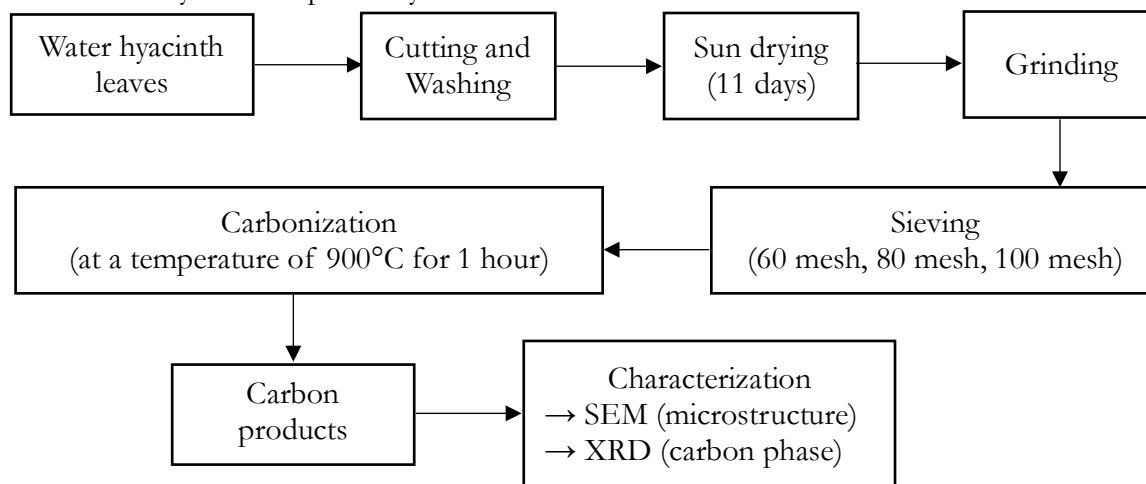 Water hyacinth
leaves
Cutting and
Washing
Sun drying
(11 days)
Grinding
Sieving
(60 mesh, 80 mesh, 100 mesh)
Carbonization
(at a temperature of 900°C for 1 hour)
Carbon
products
Characterization
→ SEM (microstructure)
→ XRD (carbon phase)